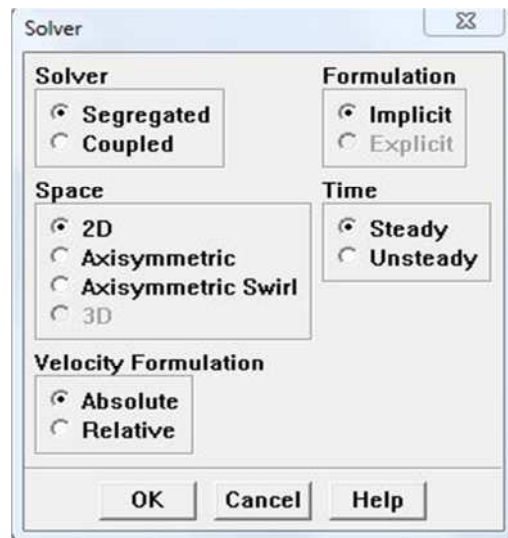 Solver
Solver
Segregated
Coupled
Formulation
Implicit
Explicit
Space
2D
Axisymmetric
Axisymmetric Swirl
3D
Time
Steady
Unsteady
Velocity Formulation
Absolute
Relative
OK
Cancel
Help